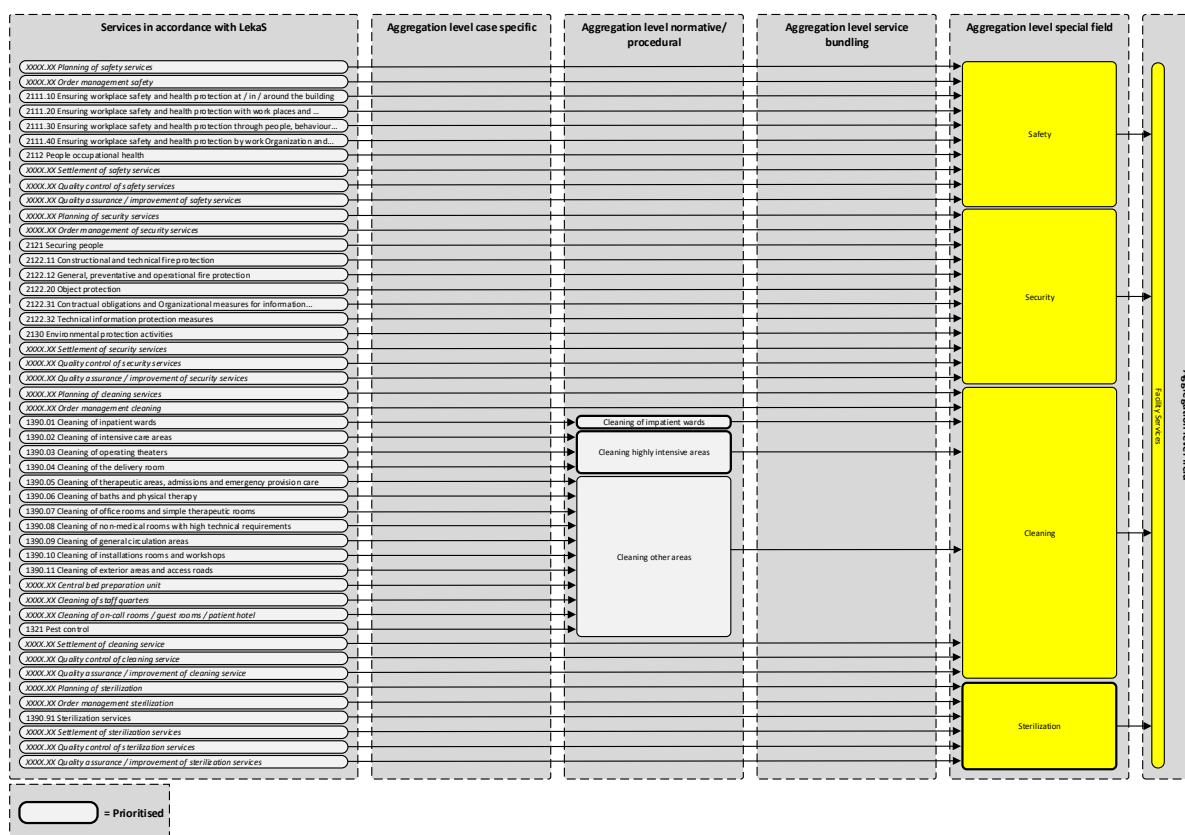 Services in accordance with LekaS
Aggregation level case specific
Aggregation level normative/
procedural
Aggregation level service
bundling
Aggregation level special field
XXXX.XX Planning of safety services
XXXX.XX Order management safety
2111.10 Ensuring workplace safety and health protection at / in / around the building
2111.20 Ensuring workplace safety and health protection with work places and ...
2111.30 Ensuring workplace safety and health protection through people, behaviour...
2111.40 Ensuring workplace safety and health protection by work Organization and...
2112 People occupational health
XXXX.XX Settlement of safety services
XXXX.XX Quality control of safety services
XXXX.XX Quality assurance / improvement of safety services
XXXX.XX Planning of security services
XXXX.XX Order management of security services
2121 Securing people
2122.11 Constructional and technical fire protection
2122.12 General, preventative and operational fire protection
2122.20 Object protection
2122.31 Contractual obligations and Organizational measures for information...
2122.32 Technical information protection measures
2130 Environmental protection activities
XXXX.XX Settlement of security services
XXXX.XX Quality control of security services
XXXX.XX Quality assurance / improvement of security services
XXXX.XX Planning of cleaning services
XXXX.XX Order management cleaning
1390.01 Cleaning of inpatient wards
1390.02 Cleaning of intensive care areas
1390.03 Cleaning of operating theaters
1390.04 Cleaning of the delivery room
1390.05 Cleaning of therapeutic areas, admissions and emergency provision care
1390.06 Cleaning of baths and physical therapy
1390.07 Cleaning of office rooms and simple therapeutic rooms
1390.08 Cleaning of non-medical rooms with high technical requirements
1390.09 Cleaning of general circulation areas
1390.10 Cleaning of installations rooms and workshops
1390.11 Cleaning of exterior areas and access roads
XXXX.XX Central bed preparation unit
XXXX.XX Cleaning of staff quarters
XXXX.XX Cleaning of on-call rooms / guest rooms / patient hotel
1321 Pest control
XXXX.XX Settlement of cleaning service
XXXX.XX Quality control of cleaning service
XXXX.XX Quality assurance / improvement of cleaning service
XXXX.XX Planning of sterilization
XXXX.XX Order management sterilization
1390.91 Sterilization services
XXXX.XX Settlement of sterilization services
XXXX.XX Quality control of sterilization services
XXXX.XX Quality assurance / improvement of sterilization services
Cleaning of impatient wards
Cleaning highly intensive areas
Cleaning other areas
Safety
Security
Cleaning
Sterilization
Facility Services
= Prioritised